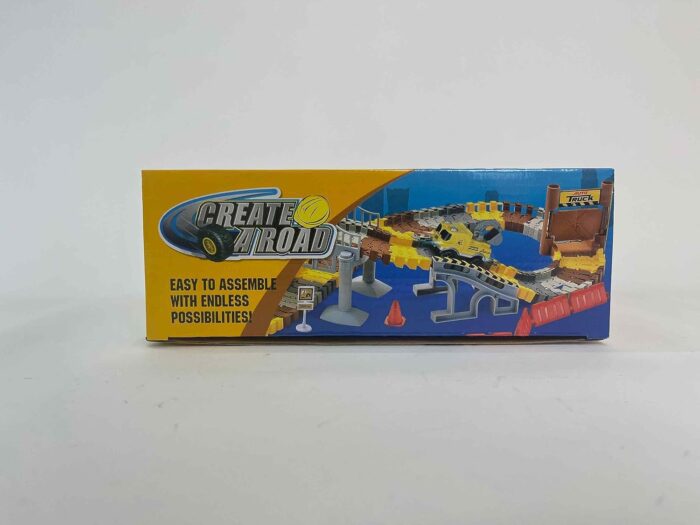 CREATE
A ROAD
EASY TO ASSEMBLE
WITH ENDLESS
POSSIBILITIES!
TRUCK